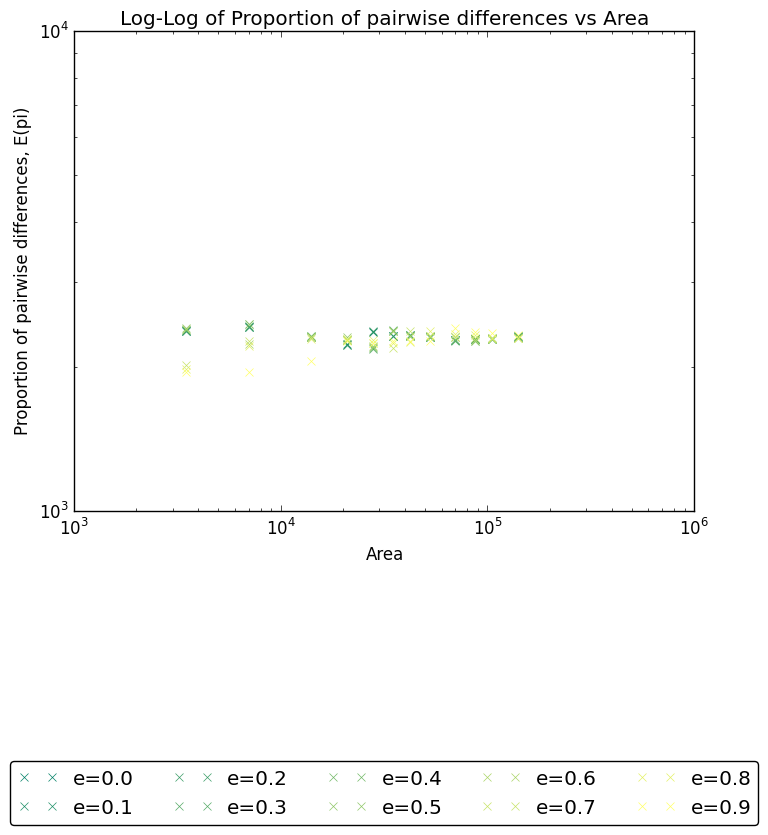 Log-Log of Proportion of pairwise differences vs Area
10^4
Proportion of pairwise differences, E(pi)
10^3
10^3 10^4 10^5 10^6
Area
e=0.0 e=0.2 e=0.4 e=0.6 e=0.8
e=0.1 e=0.3 e=0.5 e=0.7 e=0.9